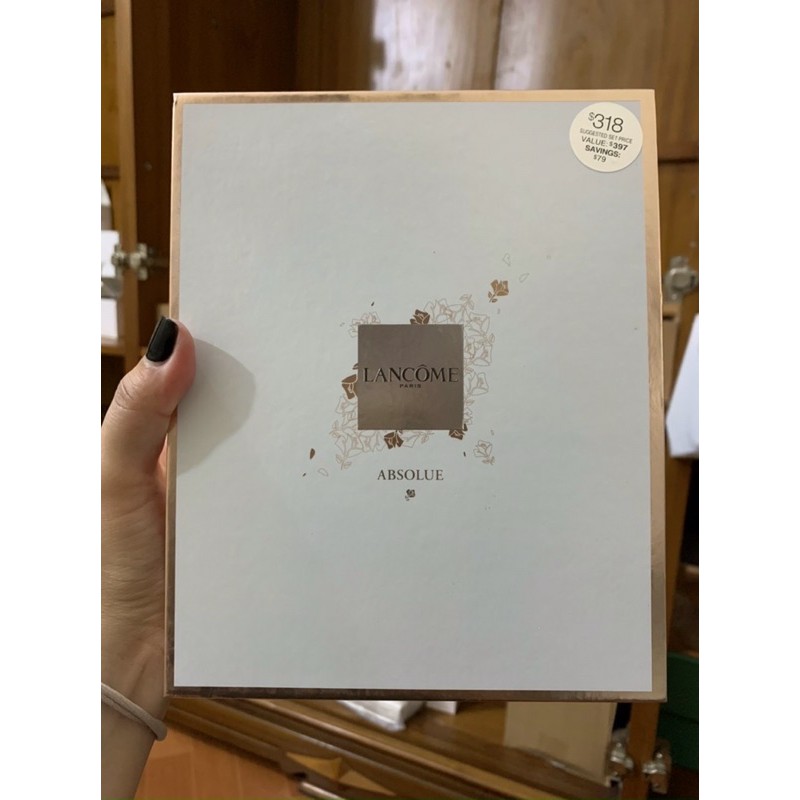 $318
SUGGESTED SET PRICE
VALUE: $397
SAVINGS:
$79
LANCÔME
PARIS
ABSOLUE